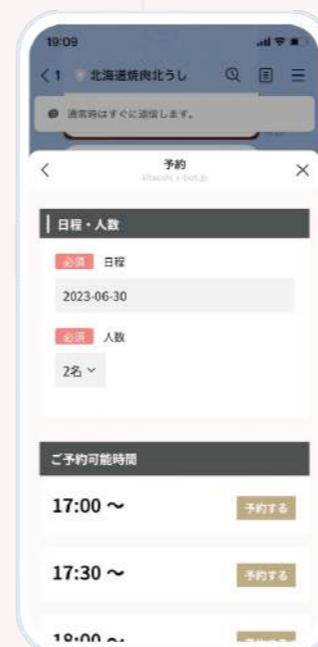 19:09
1 北海道焼肉北うし
通常時はすぐに返信します。
予約
日程・人数
必須 日程
2023-06-30
必須 人数
2名
ご予約可能時間
17:00 〜 予約する
17:30 〜 予約する
18:00 〜